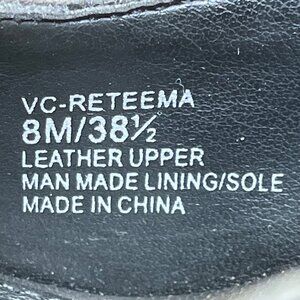 VC-RETEEMA
8M/38½
LEATHER UPPER
MAN MADE LINING/SOLE
MADE IN CHINA